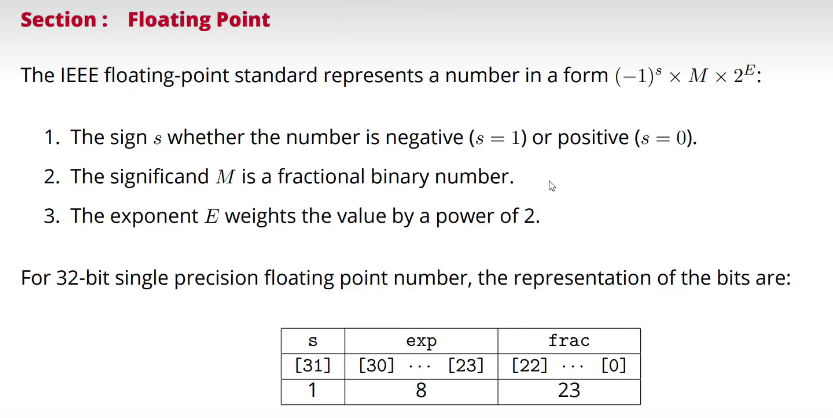 Section : Floating Point
The IEEE floating-point standard represents a number in a form (−1)ˢ × M × 2ᴱ:
1. The sign s whether the number is negative (s = 1) or positive (s = 0).
2. The significand M is a fractional binary number.
3. The exponent E weights the value by a power of 2.
For 32-bit single precision floating point number, the representation of the bits are:
s exp frac
[31] [30] ··· [23] [22] ··· [0]
1 8 23